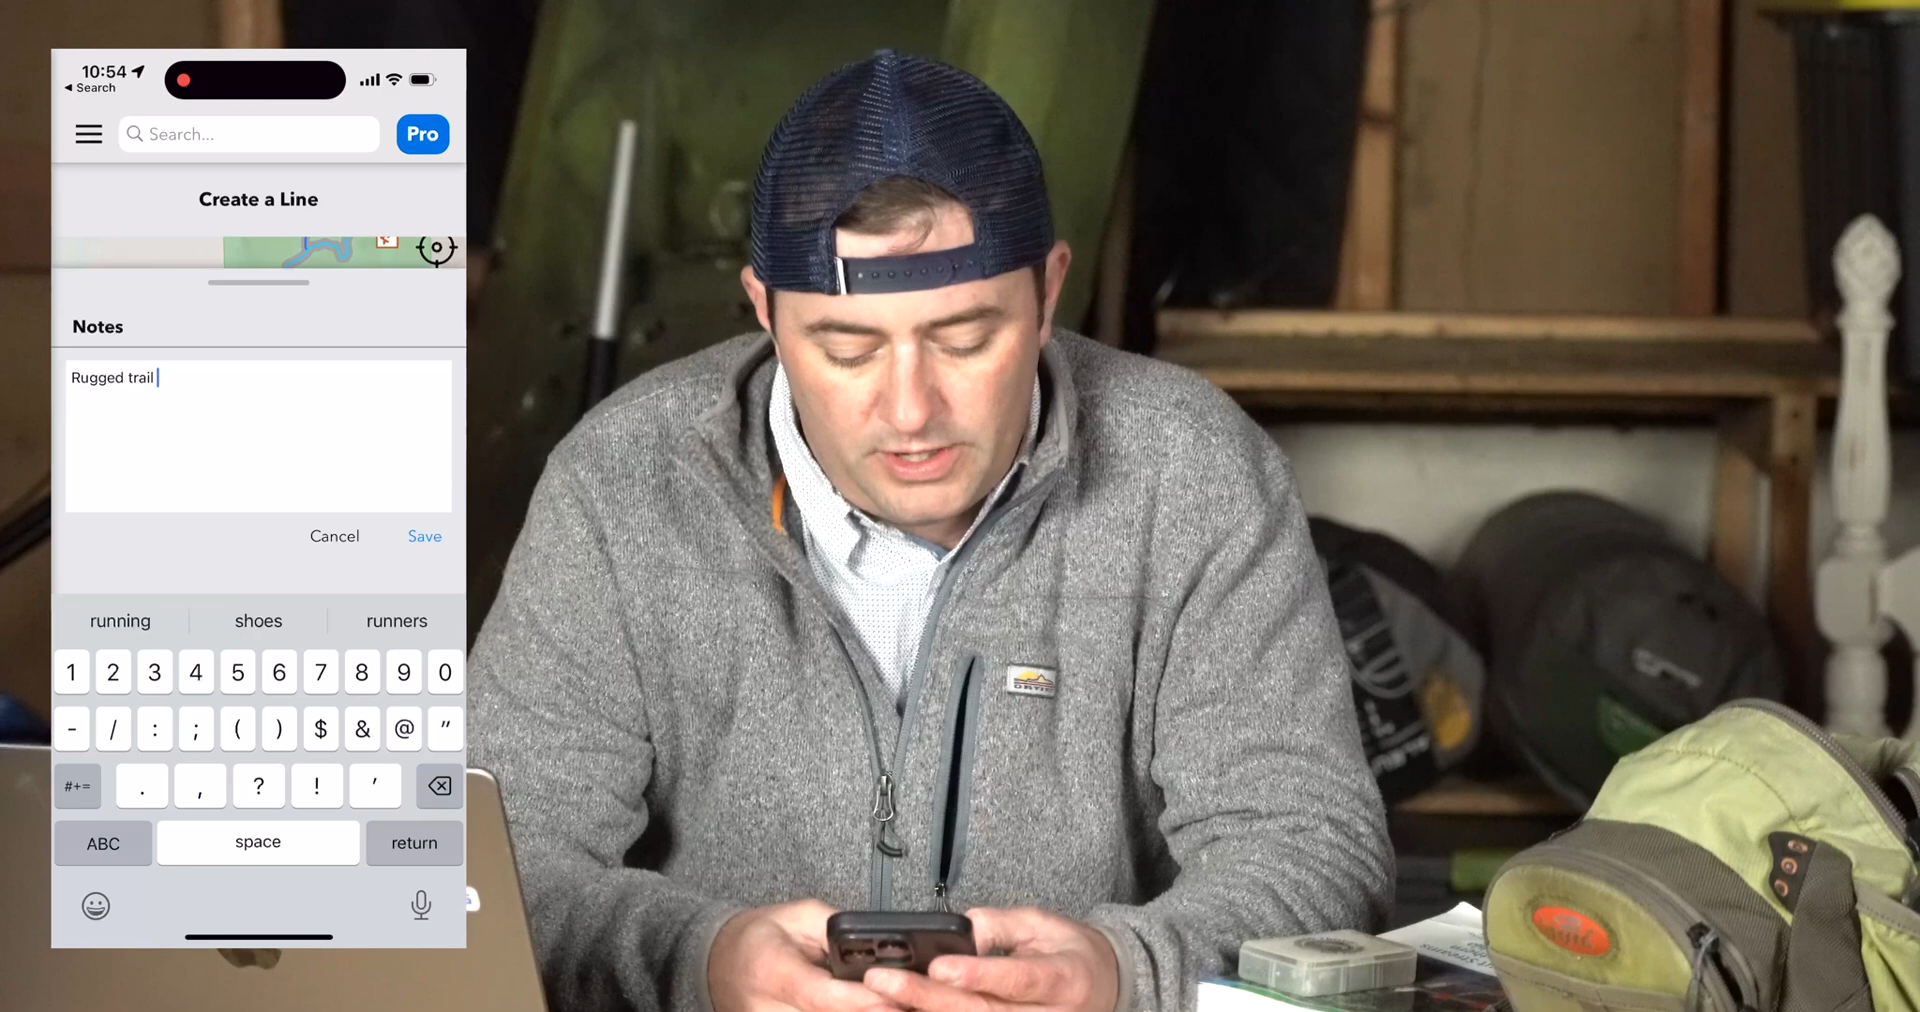 10:54
Search
Search...
Pro
Create a Line
Notes
Rugged trail
Cancel
Save
running
shoes
runners
1 2 3 4 5 6 7 8 9 0
- / : ; ( ) $ & @ "
#+= . , ? ! '
ABC space return
ORVIS